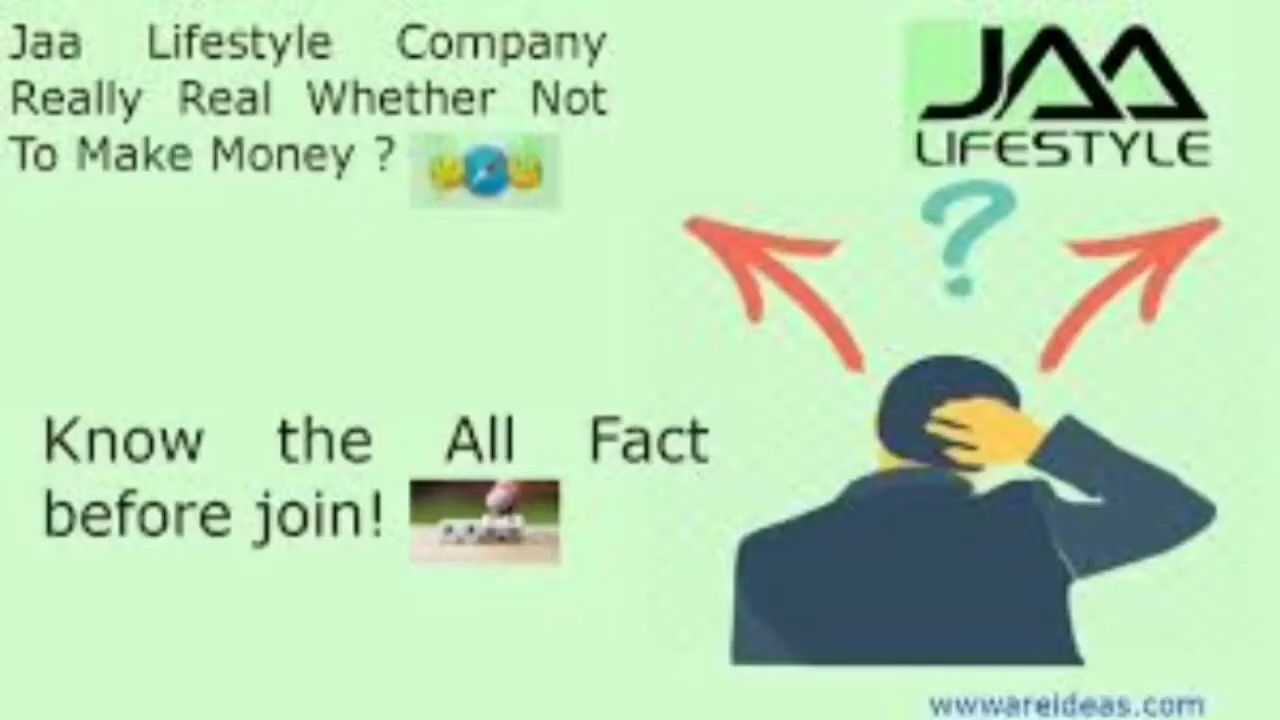 Jaa Lifestyle Company
Really Real Whether Not
To Make Money ?
JAA
LIFESTYLE
?
Know the All Fact
before join!
wwwareideas.com